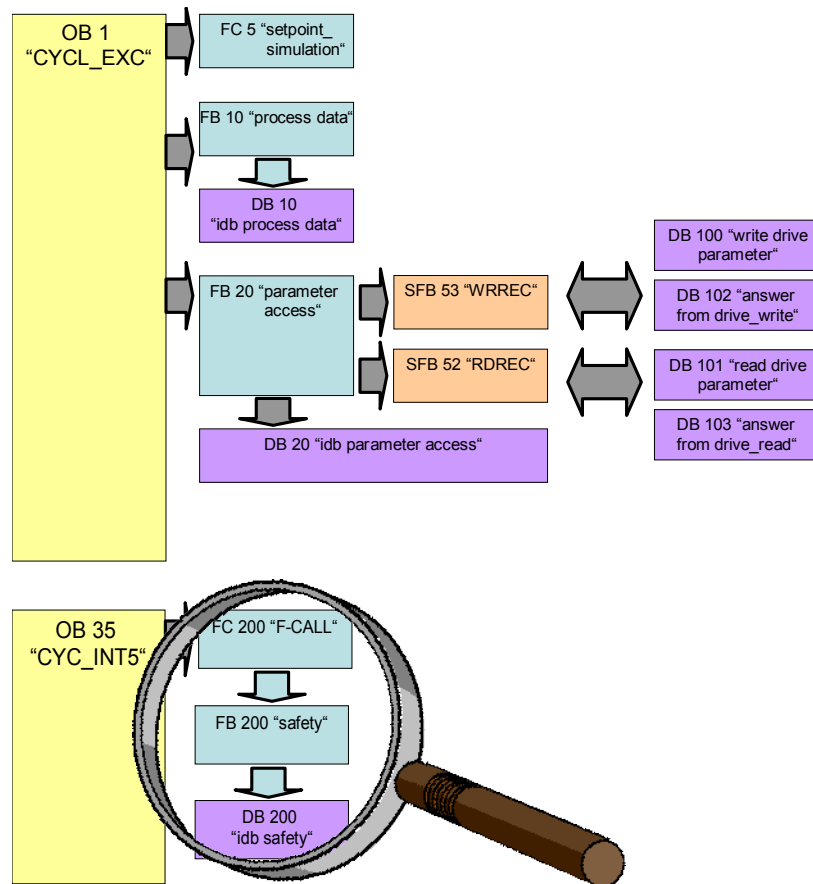 OB 1
“CYCL_EXC“
FC 5 “setpoint_
simulation“
FB 10 “process data“
DB 10
“idb process data“
FB 20 “parameter
access“
SFB 53 “WRREC“
SFB 52 “RDREC“
DB 100 “write drive
parameter“
DB 102 “answer
from drive_write“
DB 101 “read drive
parameter“
DB 103 “answer
from drive_read“
DB 20 “idb parameter access“
OB 35
“CYC_INT5“
FC 200 “F-CALL“
FB 200 “safety“
DB 200
“idb safety“